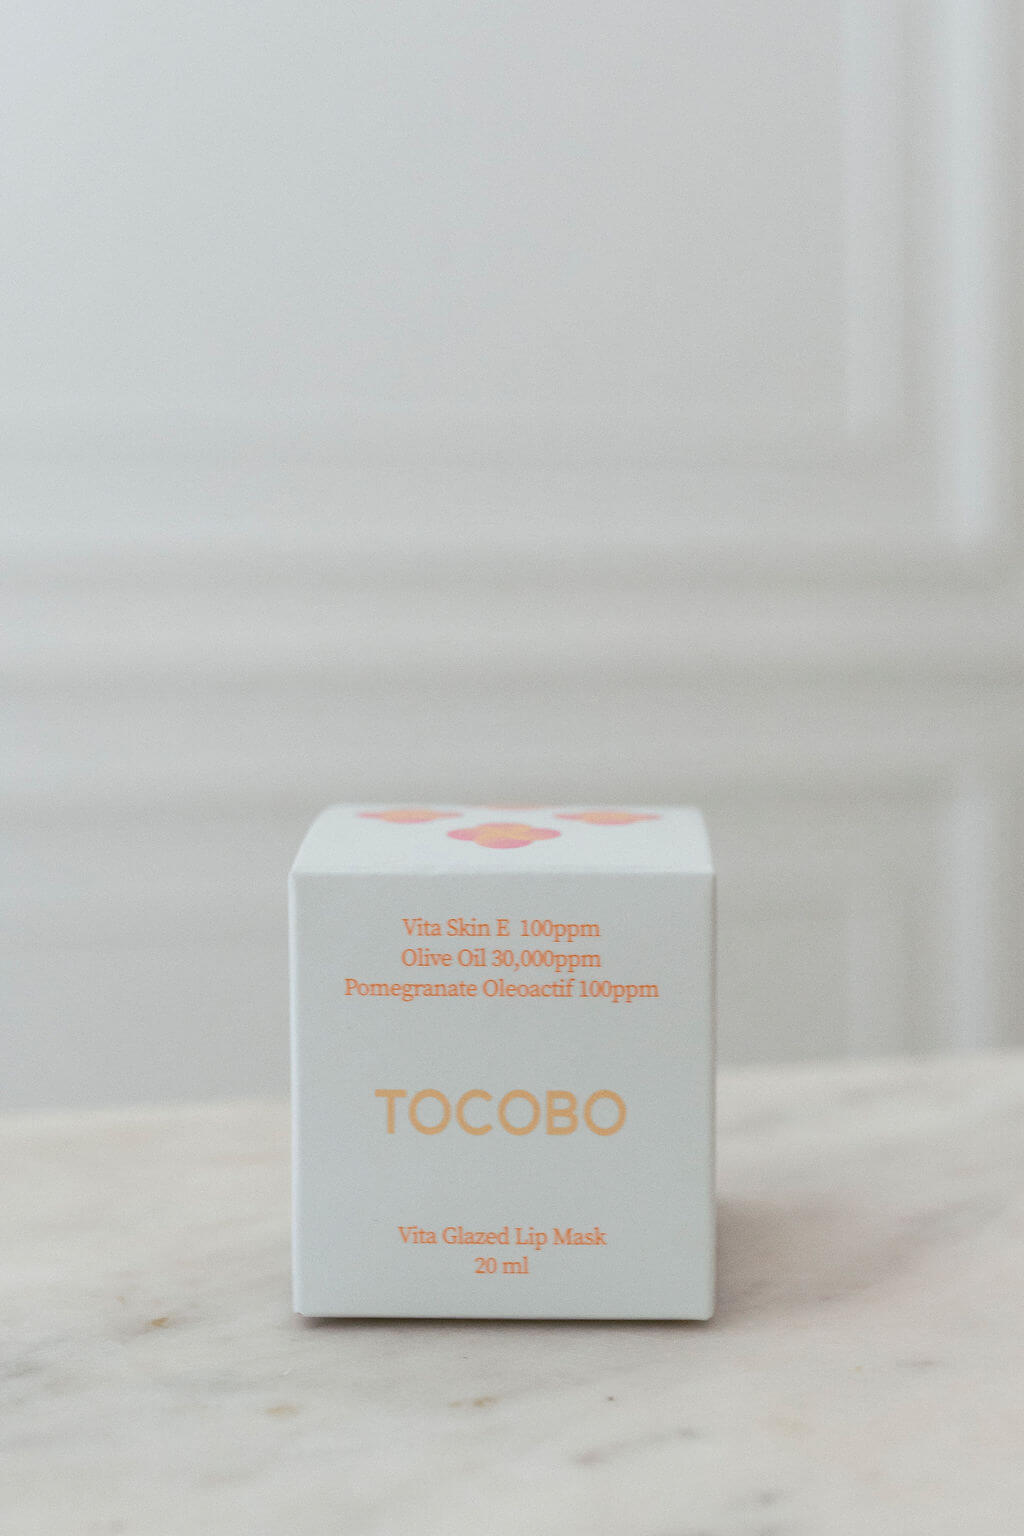 Vita Skin E 100ppm
Olive Oil 30,000ppm
Pomegranate Oleoactif 100ppm
TOCOBO
Vita Glazed Lip Mask
20 ml